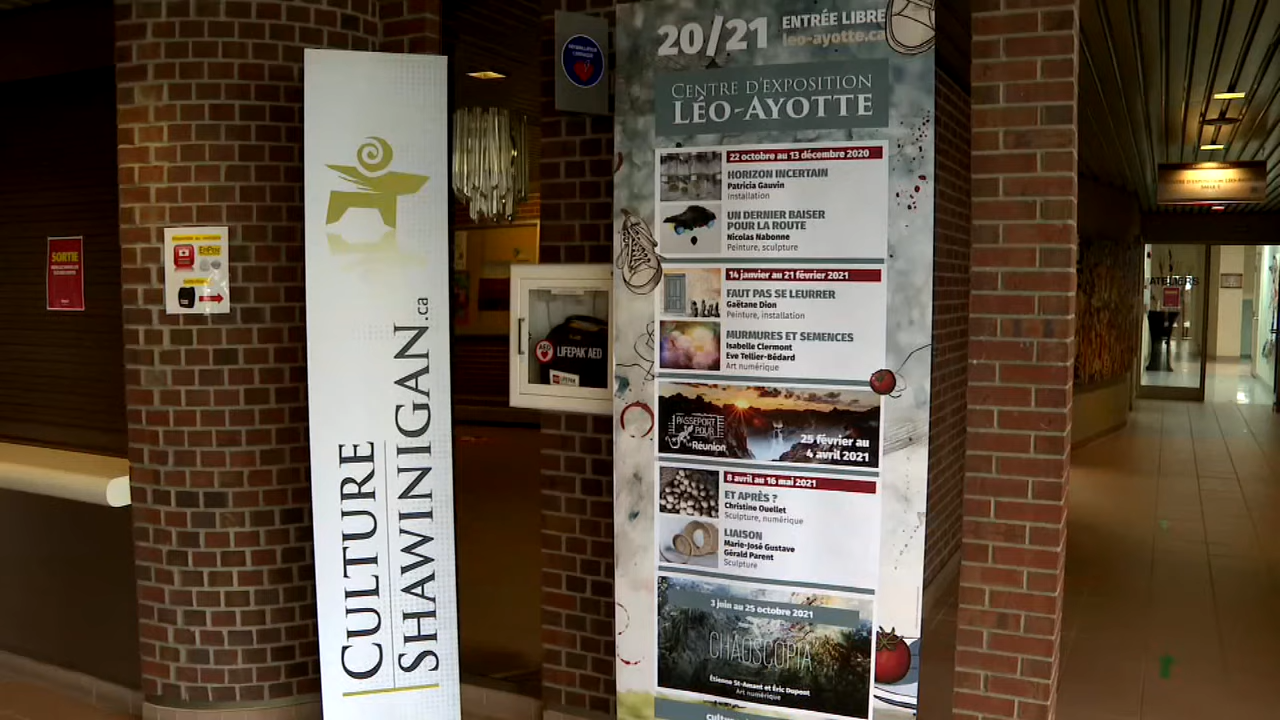 SORTIE
EnPay
CULTURE
SHAWINIGAN.ca
AED
LIFEPAK AED
20/21
ENTRÉE LIBRE
leo-ayotte.ca
CENTRE D'EXPOSITION
LÉO-AYOTTE
22 octobre au 13 décembre 2020
HORIZON INCERTAIN
Patricia Gauvin
Installation
UN DERNIER BAISER
POUR LA ROUTE
Nicolas Nabonne
Peinture, sculpture
14 janvier au 21 février 2021
FAUT PAS SE LEURRER
Gaëtane Dion
Peinture, installation
MURMURES ET SEMENCES
Isabelle Clermont
Eve Tellier-Bédard
Art numérique
PASSEPORT
POUR
Réunion
25 février au
4 avril 2021
8 avril au 16 mai 2021
ET APRÈS ?
Christine Ouellet
Sculpture, numérique
LIAISON
Marie-José Gustave
Gérald Parent
Sculpture
3 juin au 25 octobre 2021
CHAOSCOPIA
Étienne St-Amant et Éric Dupont
Art numérique
ATELIERS